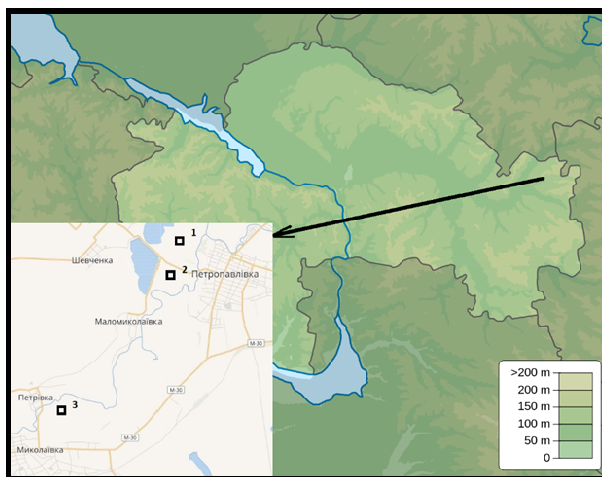 1
2
Шевченка
Петропавлівка
Маломиколаївка
М-30
М-30
Петрівка
3
М-30
Миколаївка
>200 m
200 m
150 m
100 m
50 m
0